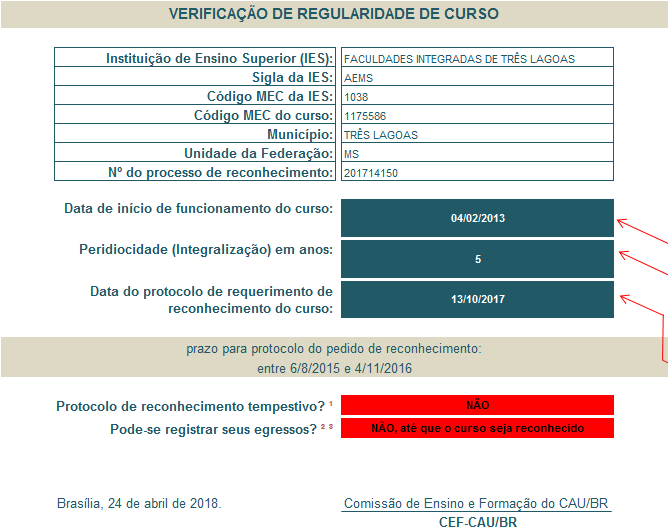 VERIFICAÇÃO DE REGULARIDADE DE CURSO
Instituição de Ensino Superior (IES): FACULDADES INTEGRADAS DE TRÊS LAGOAS
Sigla da IES: AEMS
Código MEC da IES: 1038
Código MEC do curso: 1175586
Município: TRÊS LAGOAS
Unidade da Federação: MS
Nº do processo de reconhecimento: 201714150
Data de início de funcionamento do curso: 04/02/2013
Peridiocidade (Integralização) em anos: 5
Data do protocolo de requerimento de
reconhecimento do curso: 13/10/2017
prazo para protocolo do pedido de reconhecimento:
entre 6/8/2015 e 4/11/2016
Protocolo de reconhecimento tempestivo? ¹ NÃO
Pode-se registrar seus egressos? ² ³ NÃO, até que o curso seja reconhecido
Brasília, 24 de abril de 2018. Comissão de Ensino e Formação do CAU/BR
CEF-CAU/BR